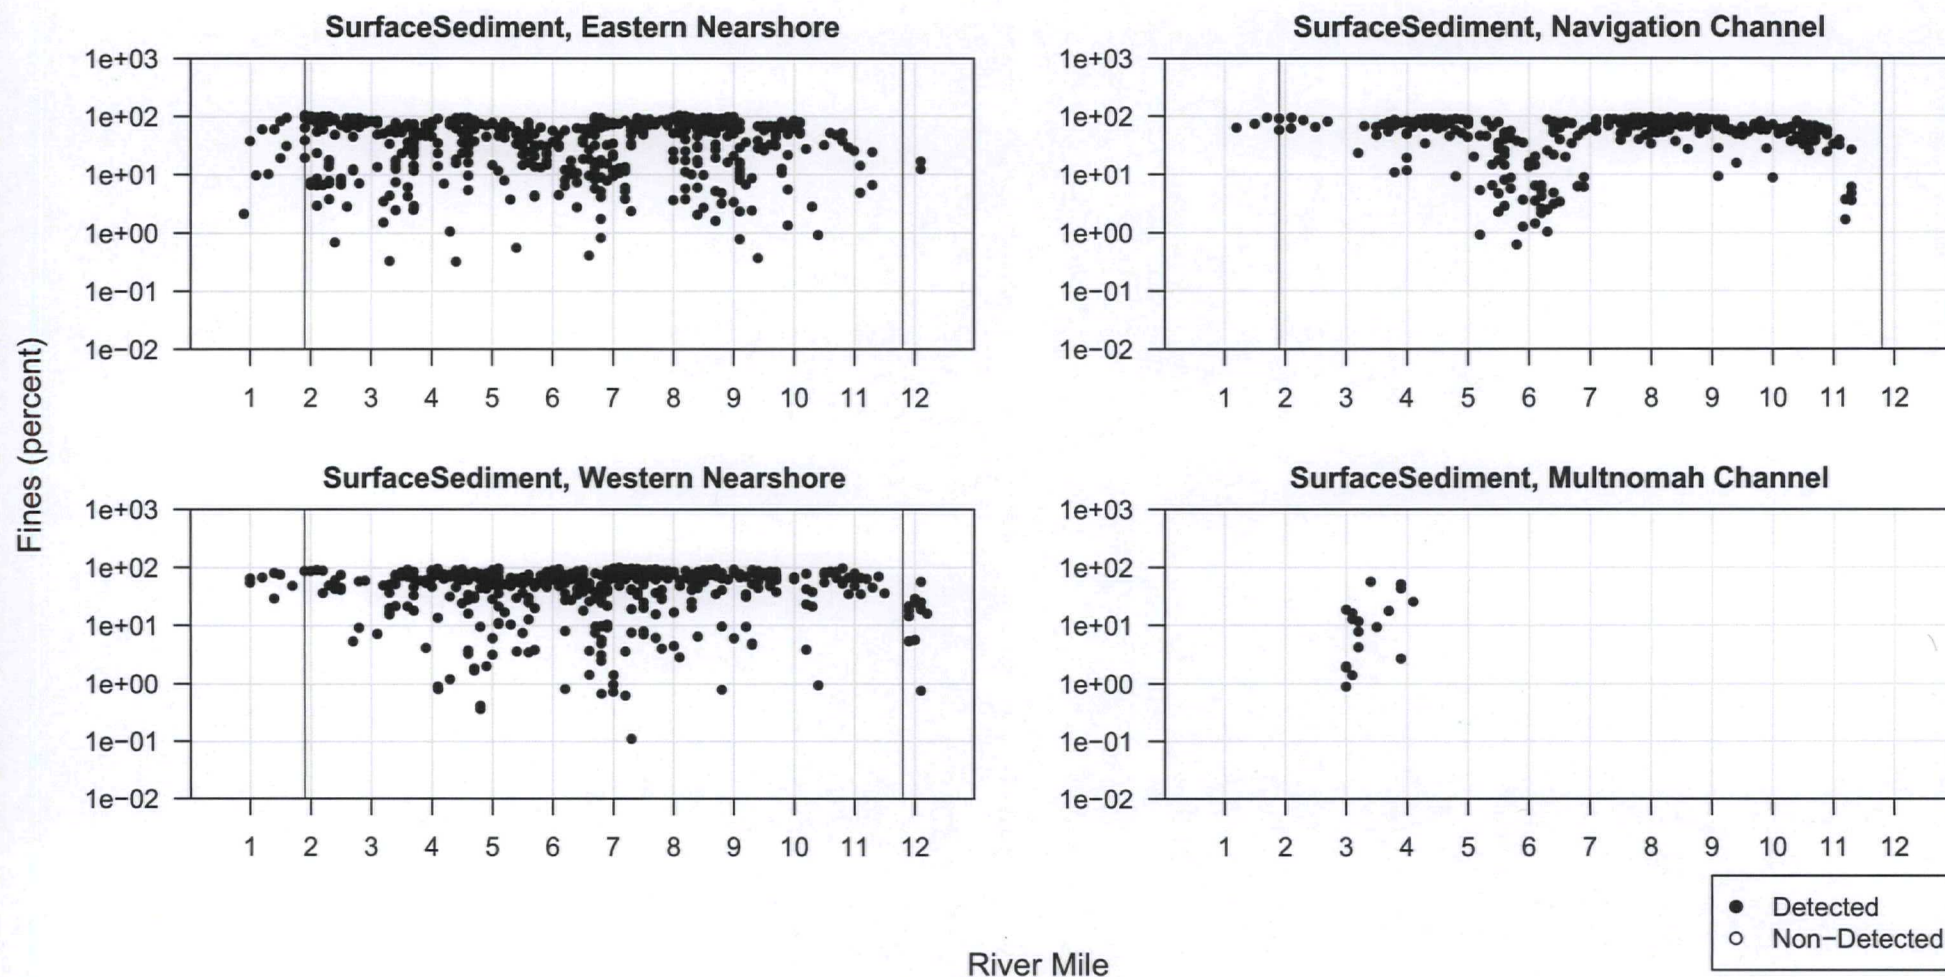 SurfaceSediment, Eastern Nearshore
1e+03
1e+02
1e+01
1e+00
1e−01
1e−02
1 2 3 4 5 6 7 8 9 10 11 12
SurfaceSediment, Navigation Channel
1e+03
1e+02
1e+01
1e+00
1e−01
1e−02
1 2 3 4 5 6 7 8 9 10 11 12
Fines (percent)
SurfaceSediment, Western Nearshore
1e+03
1e+02
1e+01
1e+00
1e−01
1e−02
1 2 3 4 5 6 7 8 9 10 11 12
SurfaceSediment, Multnomah Channel
1e+03
1e+02
1e+01
1e+00
1e−01
1e−02
1 2 3 4 5 6 7 8 9 10 11 12
Detected
Non−Detected
River Mile